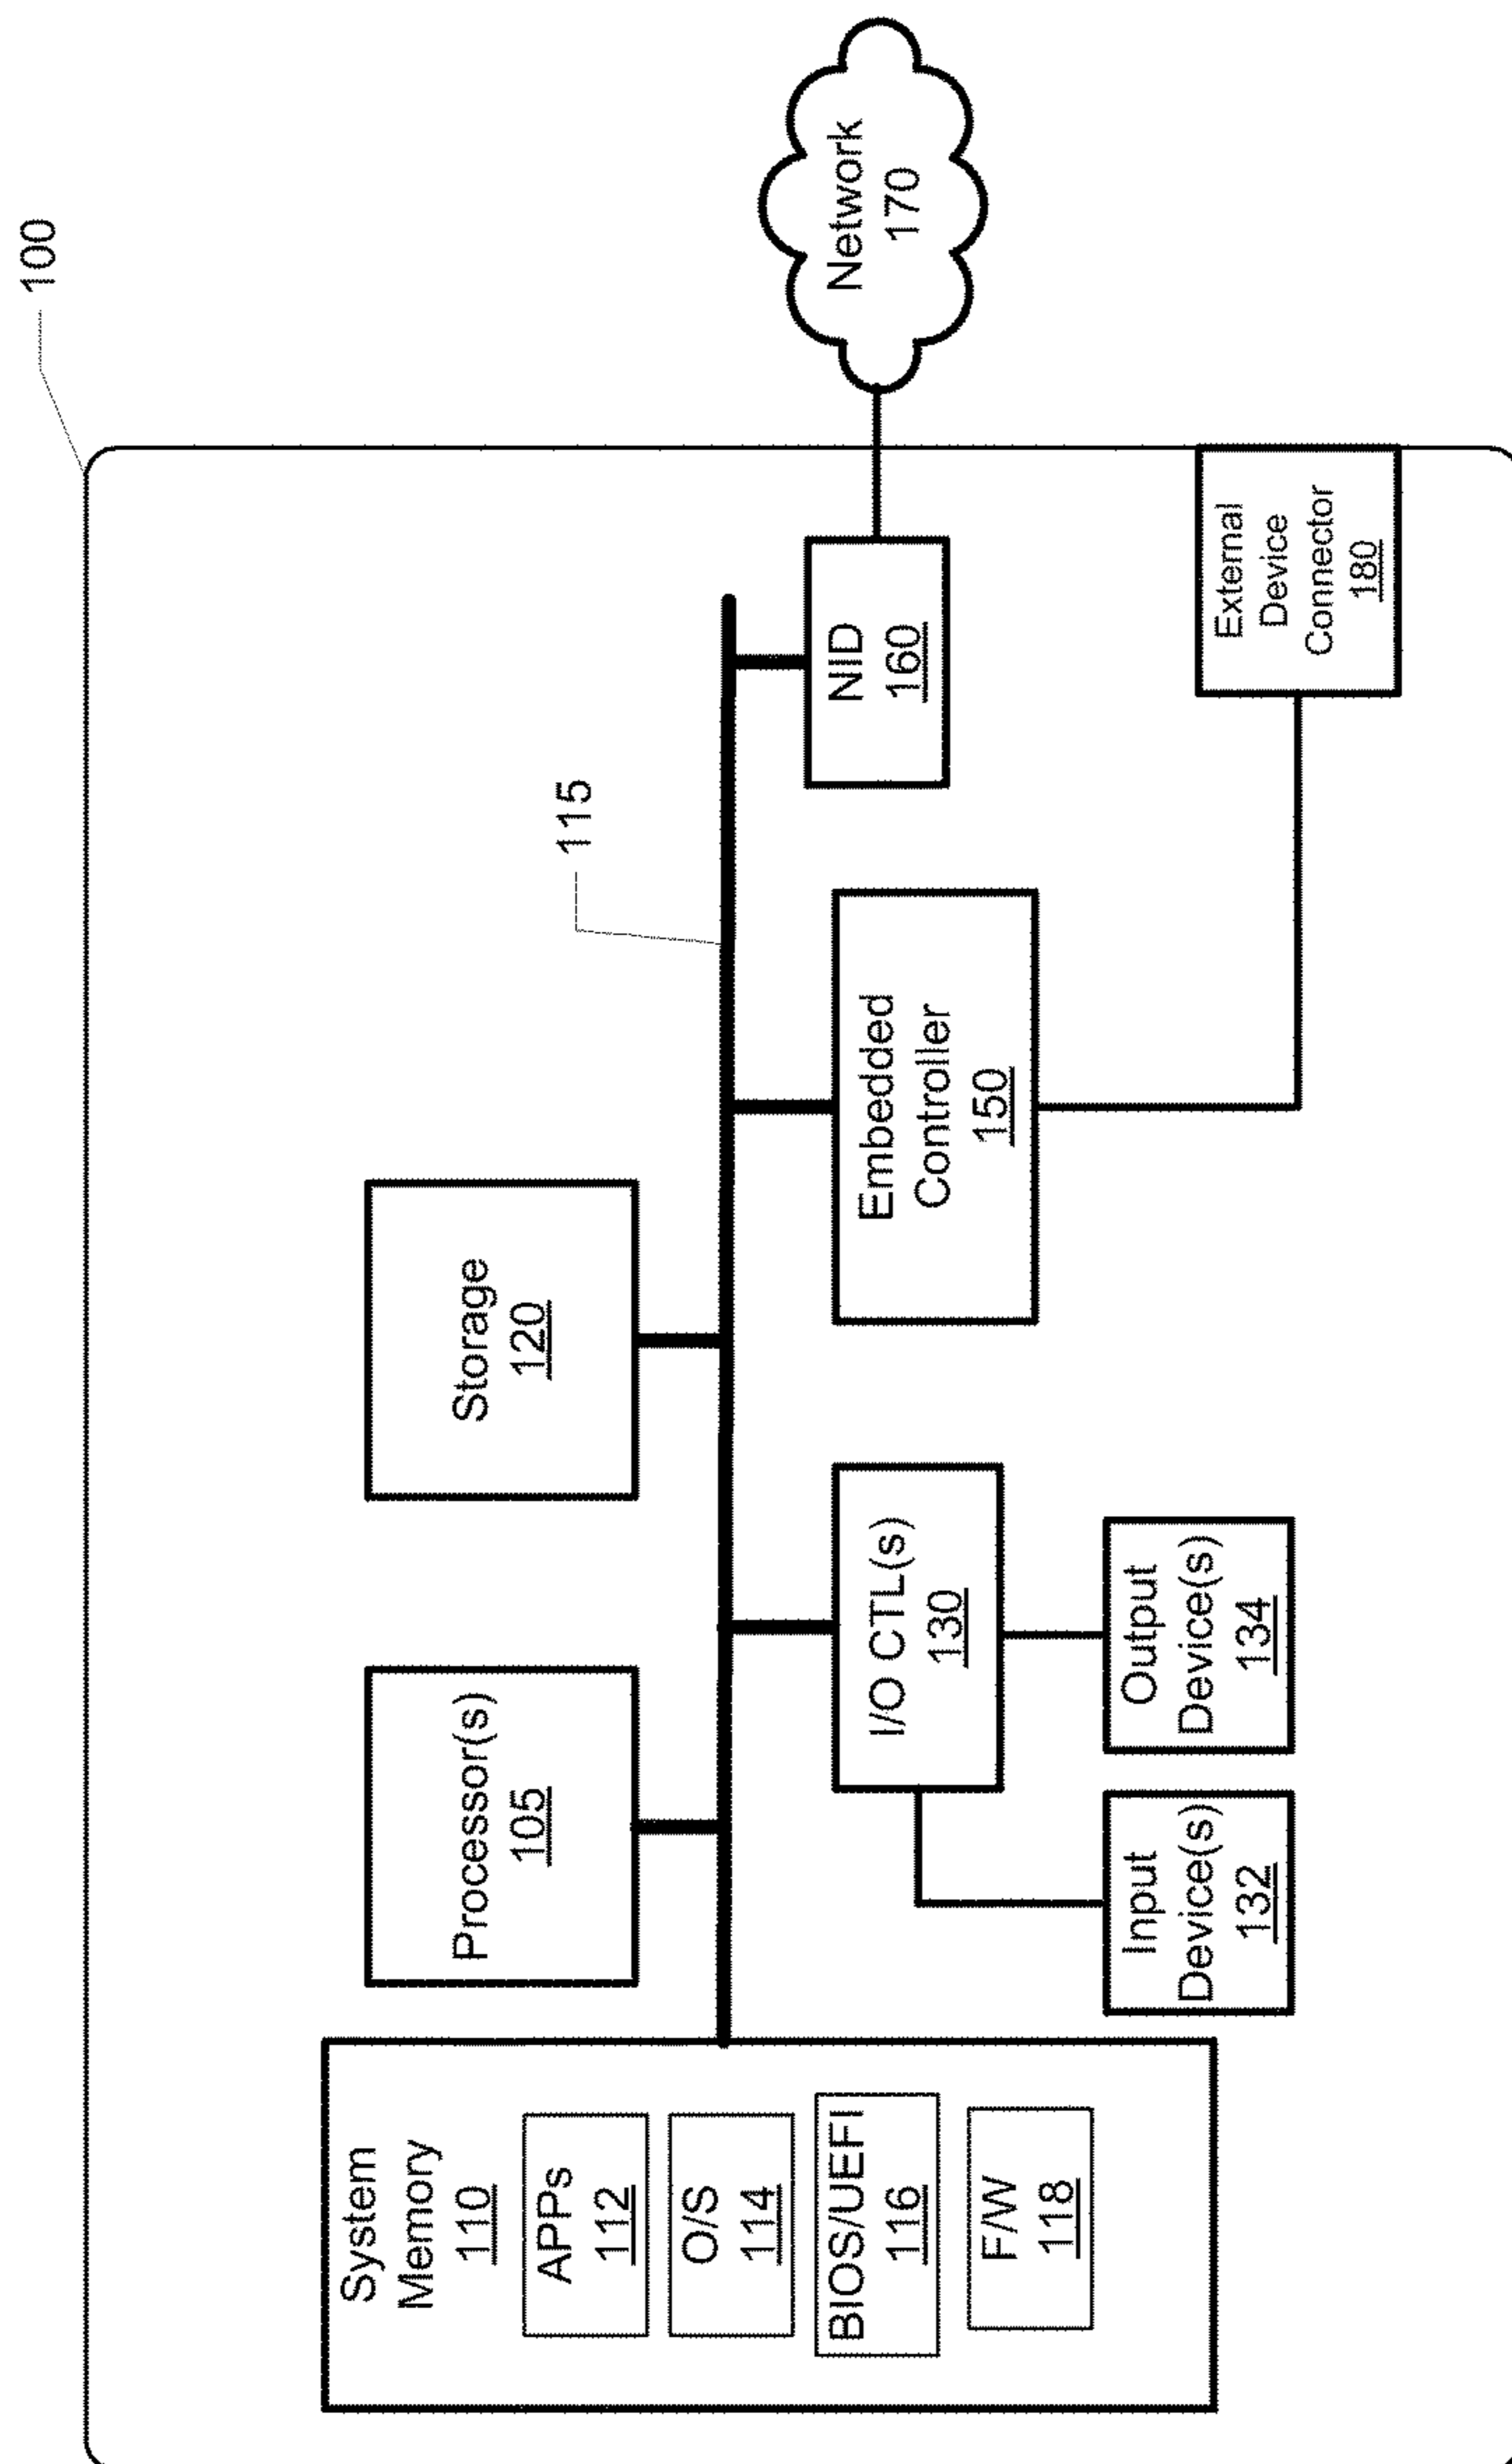 100
System
Memory
110
APPs
112
O/S
114
BIOS/UEFI
116
F/W
118
Processor(s)
105
Storage
120
115
I/O CTL(s)
130
Input
Device(s)
132
Output
Device(s)
134
Embedded
Controller
150
NID
160
Network
170
External
Device
Connector
180